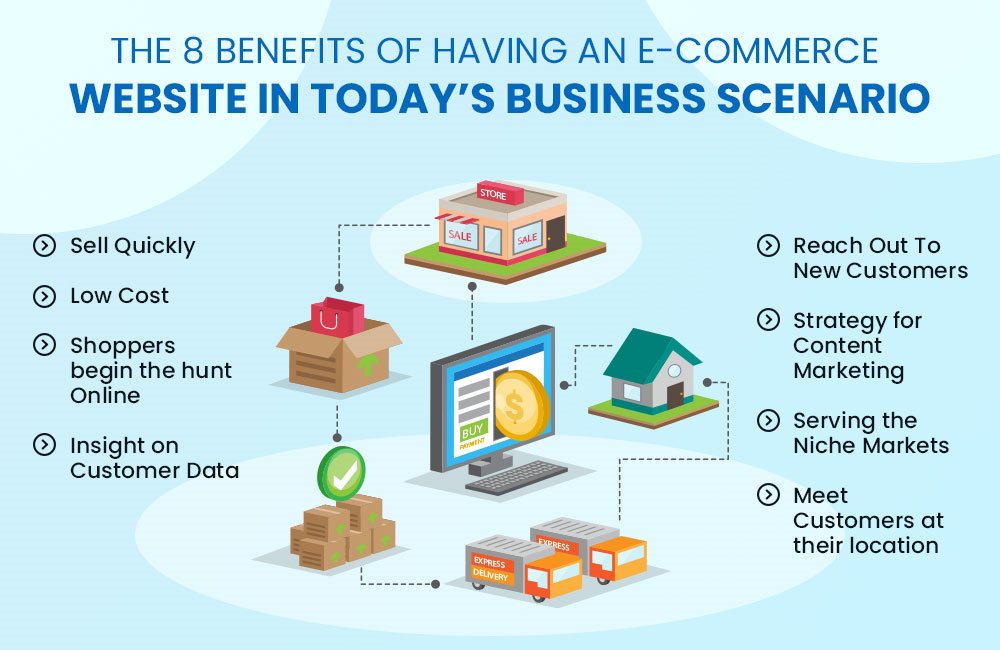 THE 8 BENEFITS OF HAVING AN E-COMMERCE
WEBSITE IN TODAY'S BUSINESS SCENARIO
Sell Quickly
Low Cost
Shoppers
begin the hunt
Online
Insight on
Customer Data
STORE
SALE
SALE
BUY
PAYMENT
$
EXPRESS
EXPRESS
DELIVERY
Reach Out To
New Customers
Strategy for
Content
Marketing
Serving the
Niche Markets
Meet
Customers at
their location